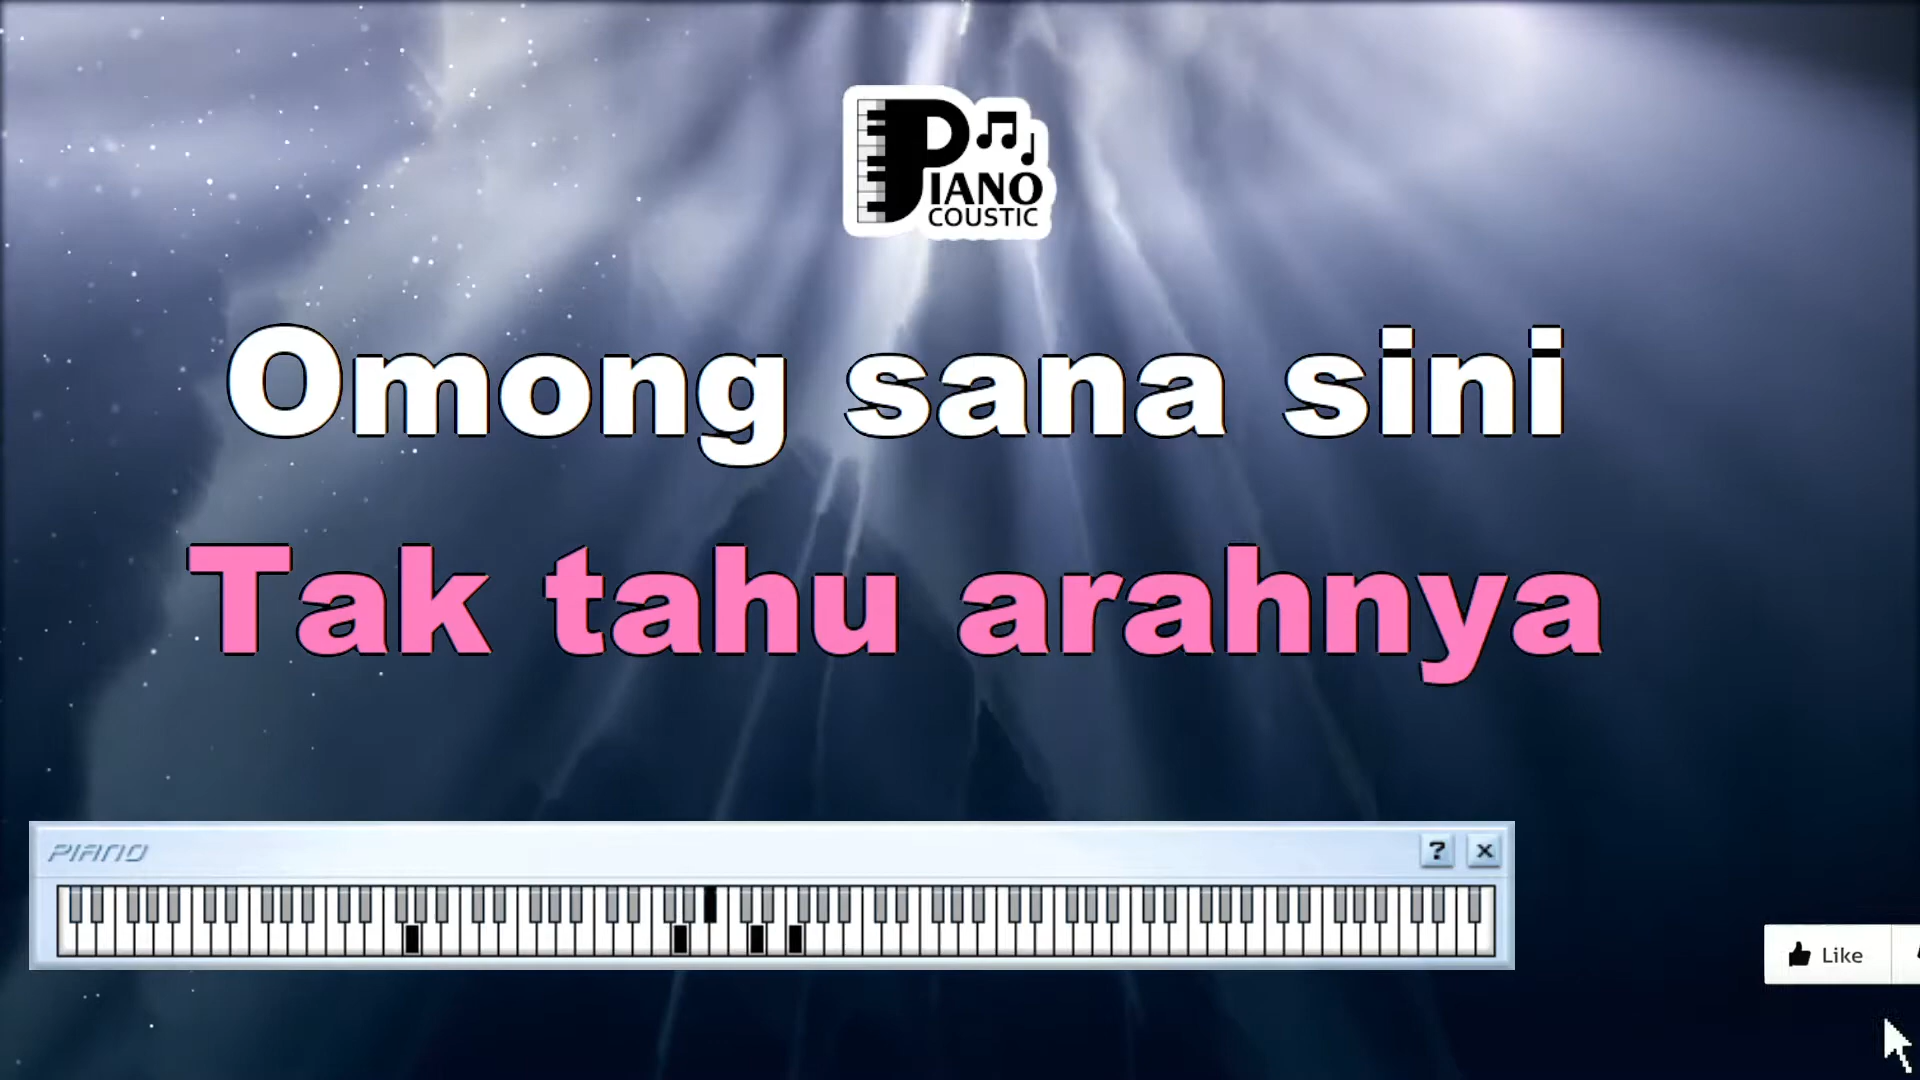 PIANO
COUSTIC
Omong sana sini
Tak tahu arahnya
PIANO
? x
Like